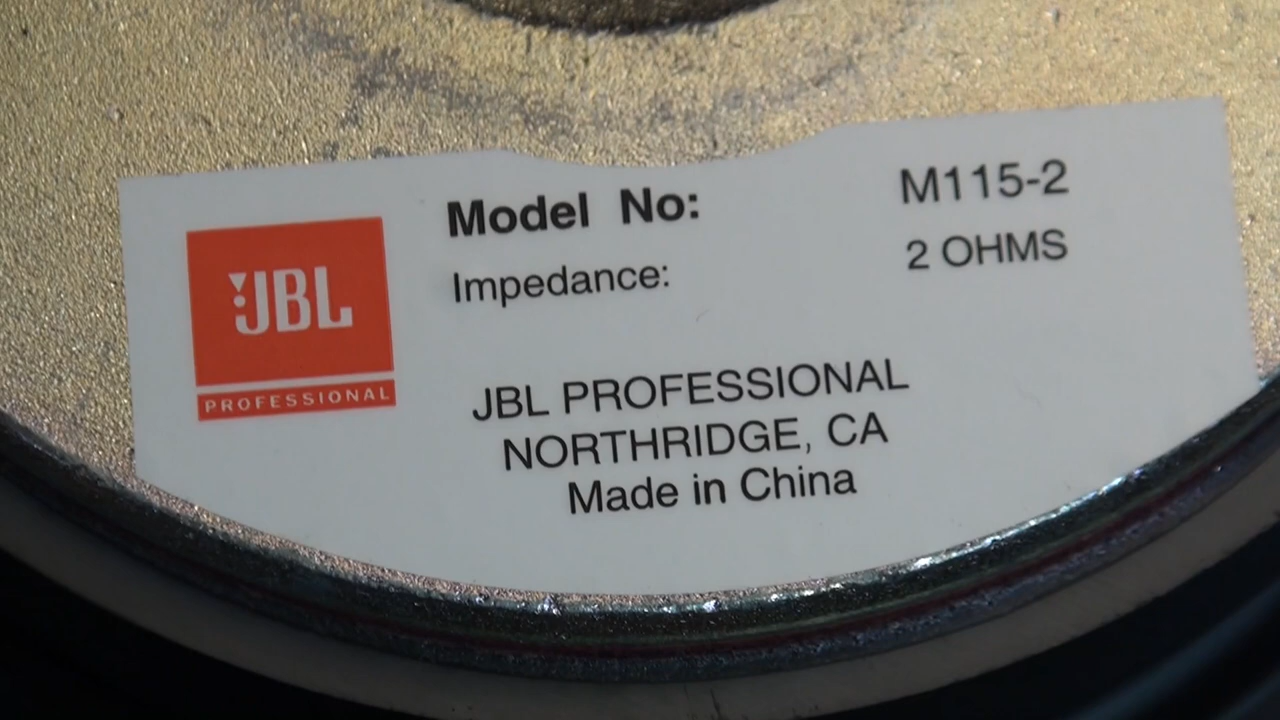 JBL
PROFESSIONAL
Model No: M115-2
Impedance: 2 OHMS
JBL PROFESSIONAL
NORTHRIDGE, CA
Made in China